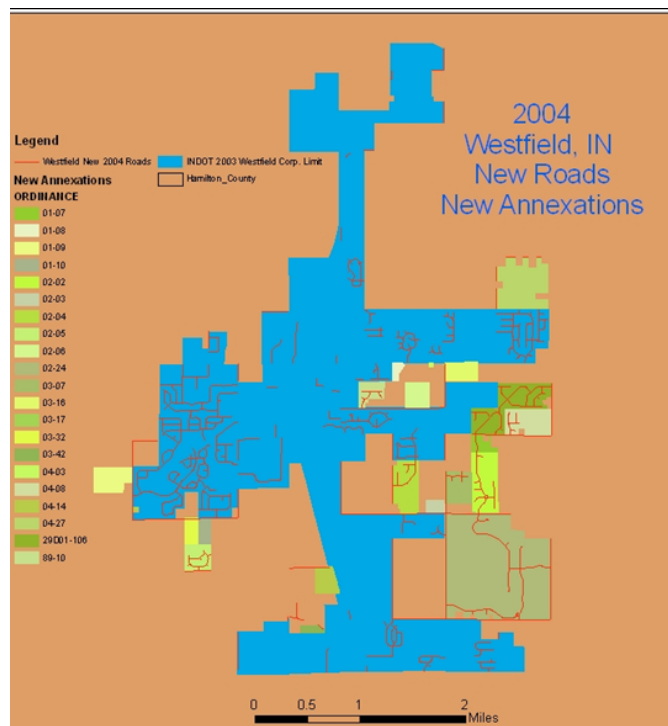 2004
Westfield, IN
New Roads
New Annexations
Legend
Westfield New 2004 Roads
INDOT 2003 Westfield Corp. Limit
New Annexations
Hamilton_County
ORDINANCE
01-07
01-08
01-09
01-10
02-02
02-03
02-04
02-05
02-06
02-24
03-07
03-16
03-17
03-32
03-42
04-03
04-08
04-14
04-27
29D01-106
89-10
0 0.5 1 2
Miles